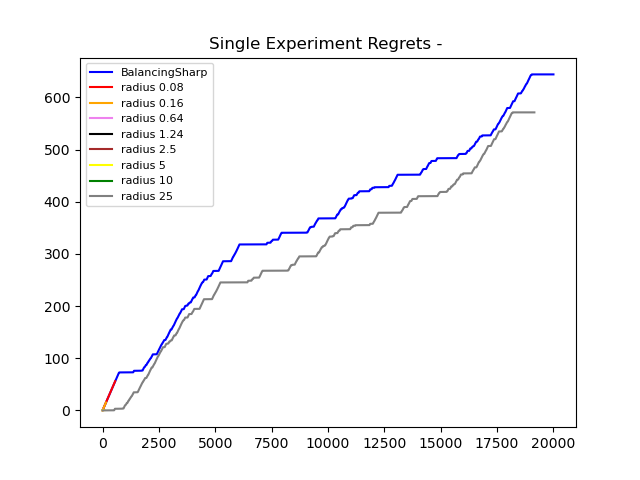 Single Experiment Regrets -
BalancingSharp
radius 0.08
radius 0.16
radius 0.64
radius 1.24
radius 2.5
radius 5
radius 10
radius 25
600
500
400
300
200
100
0
0 2500 5000 7500 10000 12500 15000 17500 20000